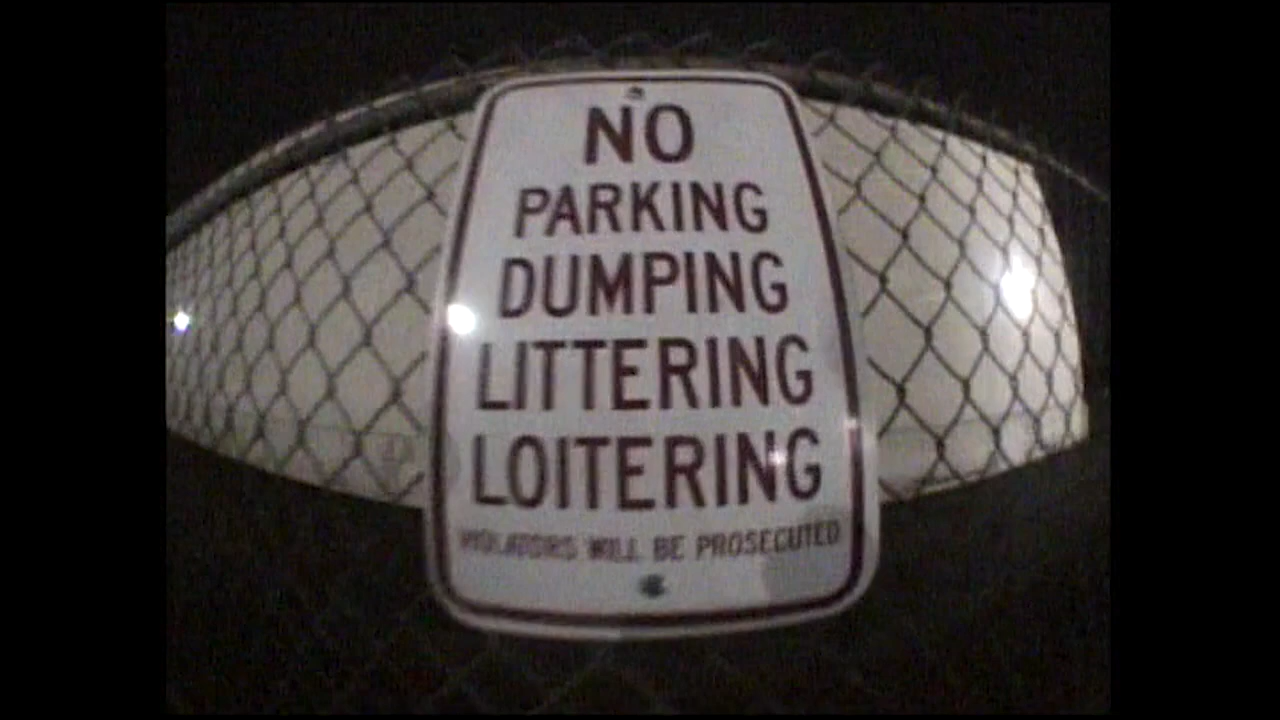 NO
PARKING
DUMPING
LITTERING
LOITERING
VIOLATORS WILL BE PROSECUTED